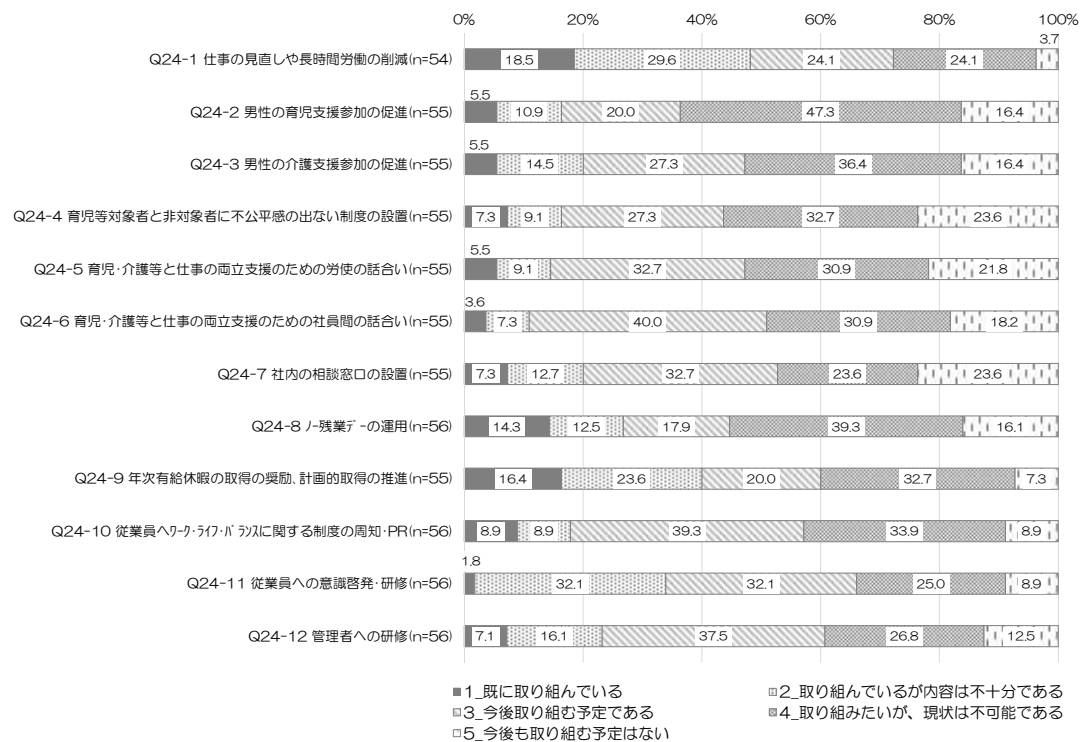 0% 20% 40% 60% 80% 100%
3.7
Q24-1 仕事の見直しや長時間労働の削減(n=54) 18.5 29.6 24.1 24.1
5.5
Q24-2 男性の育児支援参加の促進(n=55) 10.9 20.0 47.3 16.4
5.5
Q24-3 男性の介護支援参加の促進(n=55) 14.5 27.3 36.4 16.4
Q24-4 育児等対象者と非対象者に不公平感の出ない制度の設置(n=55) 7.3 9.1 27.3 32.7 23.6
5.5
Q24-5 育児・介護等と仕事の両立支援のための労使の話合い(n=55) 9.1 32.7 30.9 21.8
3.6
Q24-6 育児・介護等と仕事の両立支援のための社員間の話合い(n=55) 7.3 40.0 30.9 18.2
Q24-7 社内の相談窓口の設置(n=55) 7.3 12.7 32.7 23.6 23.6
Q24-8 ﾉｰ残業ﾃﾞｰの運用(n=56) 14.3 12.5 17.9 39.3 16.1
Q24-9 年次有給休暇の取得の奨励、計画的取得の推進(n=55) 16.4 23.6 20.0 32.7 7.3
Q24-10 従業員へﾜｰｸ・ﾗｲﾌ・ﾊﾞﾗﾝｽに関する制度の周知・PR(n=56) 8.9 8.9 39.3 33.9 8.9
1.8
Q24-11 従業員への意識啓発・研修(n=56) 32.1 32.1 25.0 8.9
Q24-12 管理者への研修(n=56) 7.1 16.1 37.5 26.8 12.5
1_既に取り組んでいる 2_取り組んでいるが内容は不十分である
3_今後取り組む予定である 4_取り組みたいが、現状は不可能である
5_今後も取り組む予定はない